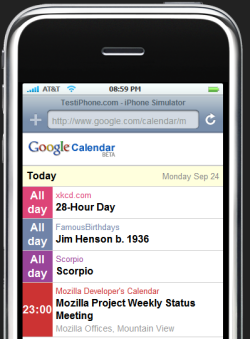 AT&T 08:59 PM
TestiPhone.com - iPhone Simulator
http://www.google.com/calendar/m
Google Calendar
BETA
Today Monday Sep 24
All day xkcd.com
28-Hour Day
All day FamousBirthdays
Jim Henson b. 1936
All day Scorpio
Scorpio
23:00 Mozilla Developer's Calendar
Mozilla Project Weekly Status
Meeting
Mozilla Offices, Mountain View